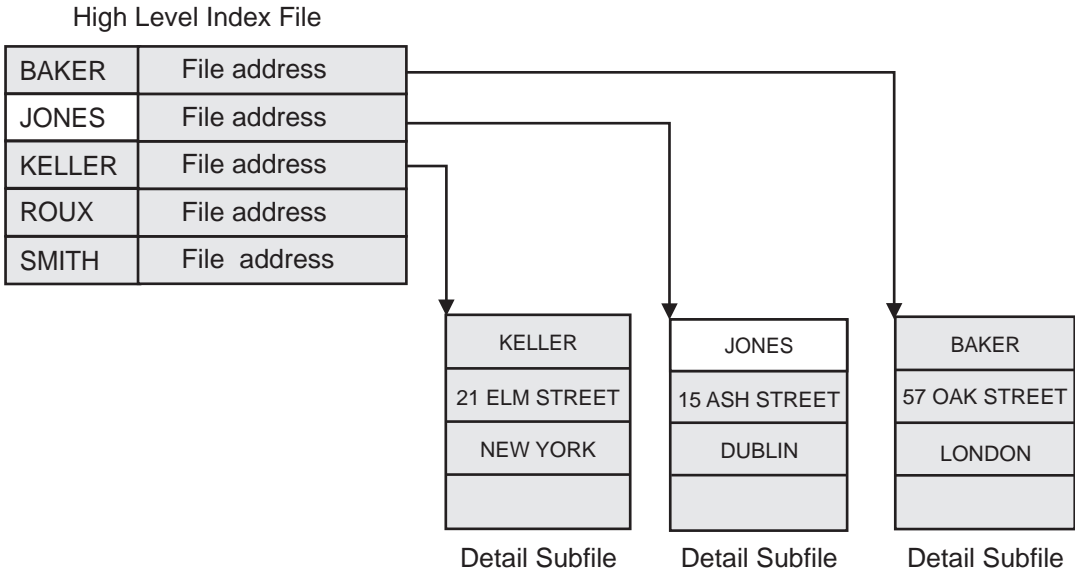 High Level Index File
BAKER File address
JONES File address
KELLER File address
ROUX File address
SMITH File address
KELLER
21 ELM STREET
NEW YORK
Detail Subfile
JONES
15 ASH STREET
DUBLIN
Detail Subfile
BAKER
57 OAK STREET
LONDON
Detail Subfile